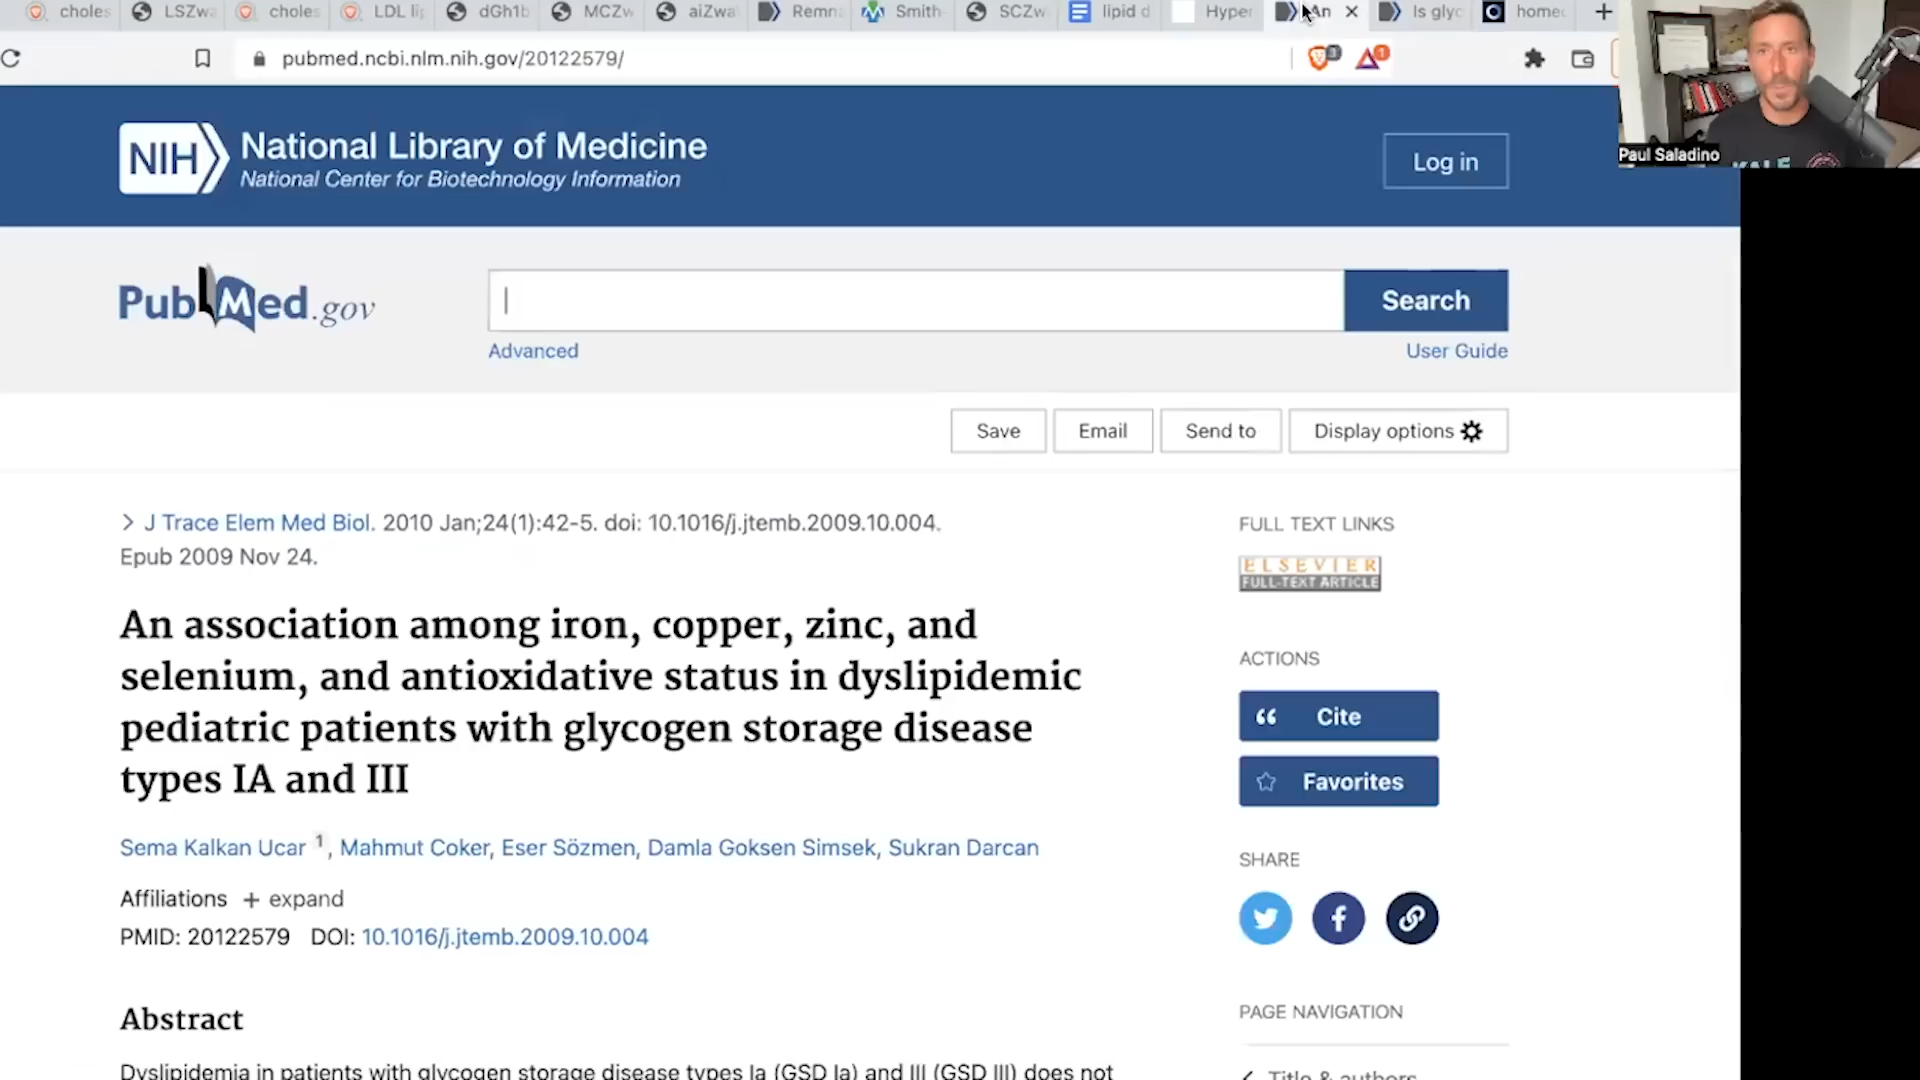 choles
LSZwa
choles
LDL li
dGh1b
MCZw
aiZwa
Remna
Smith-
SCZw
lipid d
Hyper
An
Is glyc
homeo
pubmed.ncbi.nlm.nih.gov/20122579/
3
1
Paul Saladino
KALE
NIH
National Library of Medicine
National Center for Biotechnology Information
Log in
PubMed.gov
Search
Advanced
User Guide
Save
Email
Send to
Display options
J Trace Elem Med Biol. 2010 Jan;24(1):42-5. doi: 10.1016/j.jtemb.2009.10.004.
Epub 2009 Nov 24.
An association among iron, copper, zinc, and
selenium, and antioxidative status in dyslipidemic
pediatric patients with glycogen storage disease
types IA and III
Sema Kalkan Ucar 1, Mahmut Coker, Eser Sözmen, Damla Goksen Simsek, Sukran Darcan
Affiliations + expand
PMID: 20122579 DOI: 10.1016/j.jtemb.2009.10.004
Abstract
Dyslipidemia in patients with glycogen storage disease types Ia (GSD Ia) and III (GSD III) does not
FULL TEXT LINKS
ELSEVIER
FULL-TEXT ARTICLE
ACTIONS
Cite
Favorites
SHARE
PAGE NAVIGATION
Title & authors